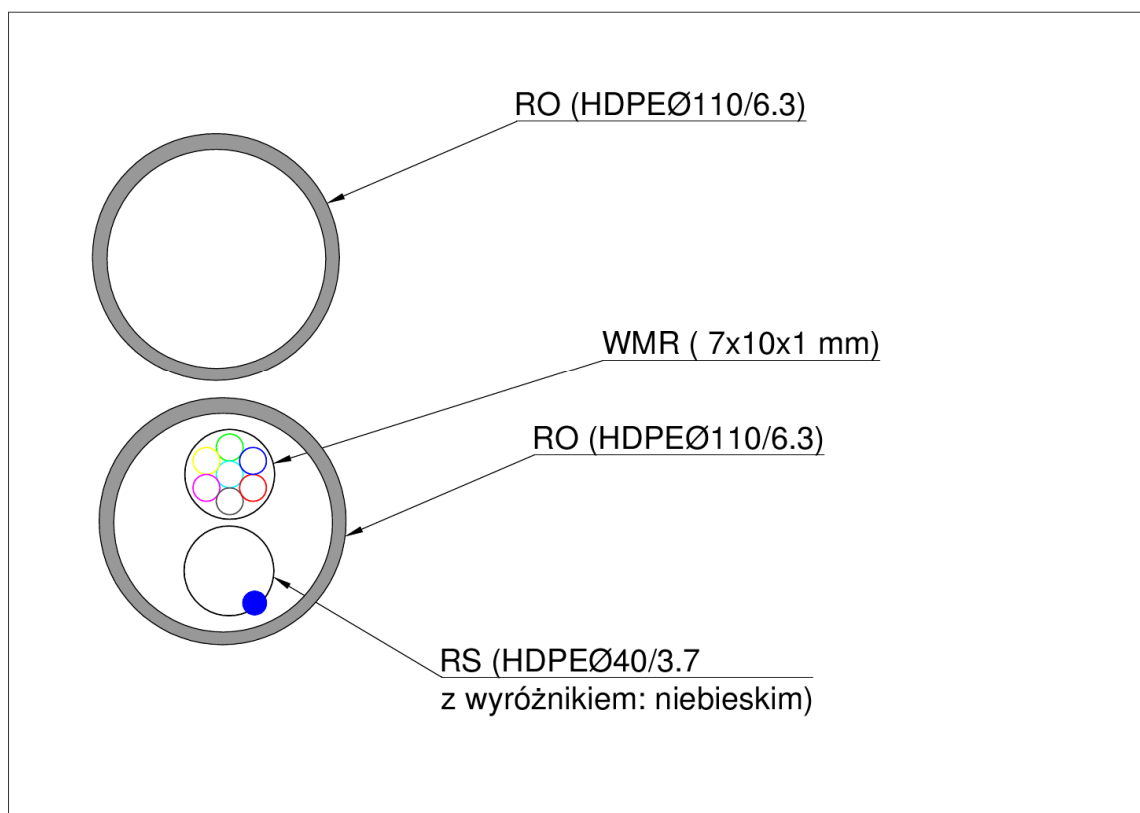 RO (HDPEØ110/6.3)
WMR ( 7x10x1 mm)
RO (HDPEØ110/6.3)
RS (HDPEØ40/3.7
z wyróżnikiem: niebieskim)